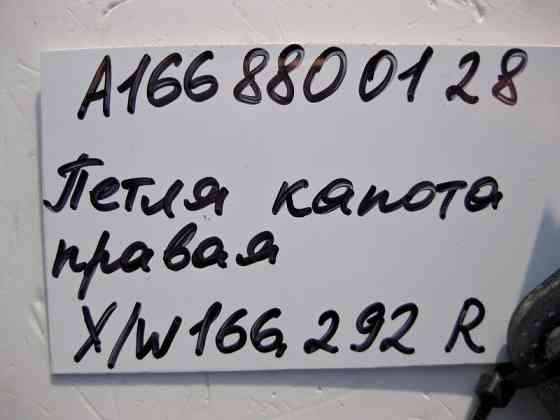 A166 880 01 28
Петля капота
правая
X/W166, 292 R